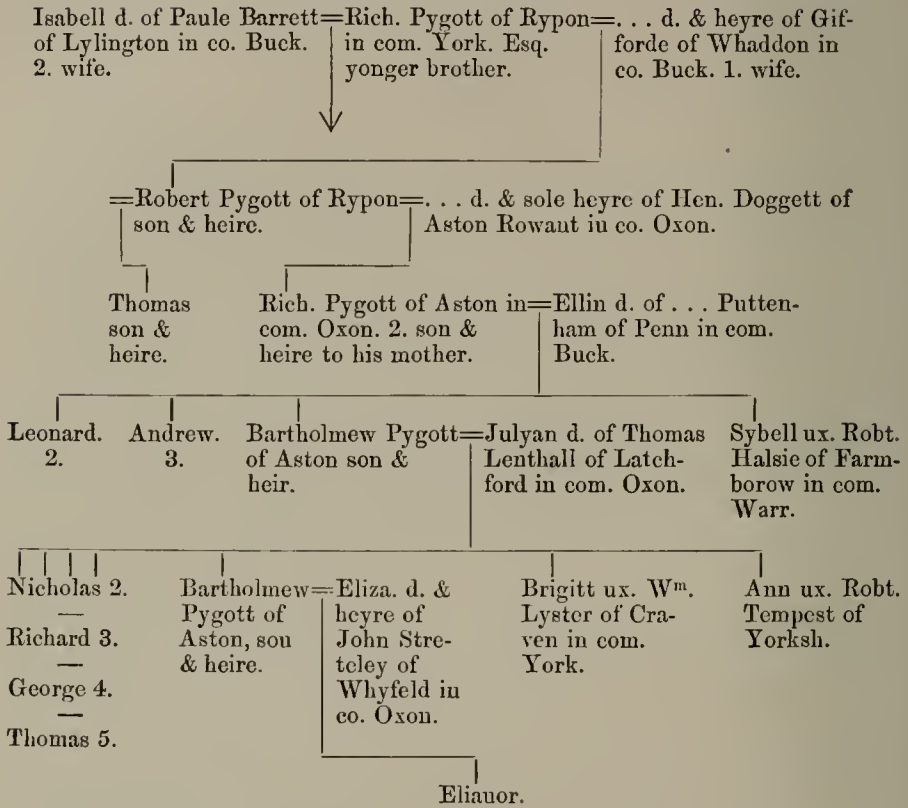 Isabell d. of Paule Barrett=Rich. Pygott of Rypon=. . . d. & heyre of Gif-
of Lylington in co. Buck. in com. York. Esq. forde of Whaddon in
2. wife. yonger brother. co. Buck. 1. wife.
=Robert Pygott of Rypon=. . . d. & sole heyre of Hen. Doggett of
son & heire. Aston Rowant in co. Oxon.
Thomas Rich. Pygott of Aston in=Ellin d. of . . . Putten-
son & com. Oxon. 2. son & ham of Penn in com.
heire. heire to his mother. Buck.
Leonard. Andrew. Bartholmew Pygott=Julyan d. of Thomas Sybell ux. Robt.
2. 3. of Aston son & Lenthall of Latch- Halsie of Farm-
heir. ford in com. Oxon. borow in com.
Warr.
Nicholas 2. Bartholmew=Eliza. d. & Brigitt ux. Wm. Ann ux. Robt.
— Pygott of heyre of Lyster of Cra- Tempest of
Richard 3. Aston, son John Stre- ven in com. Yorksh.
— & heire. tcley of York.
George 4. Whyfeld in
— co. Oxon.
Thomas 5.
Elianor.